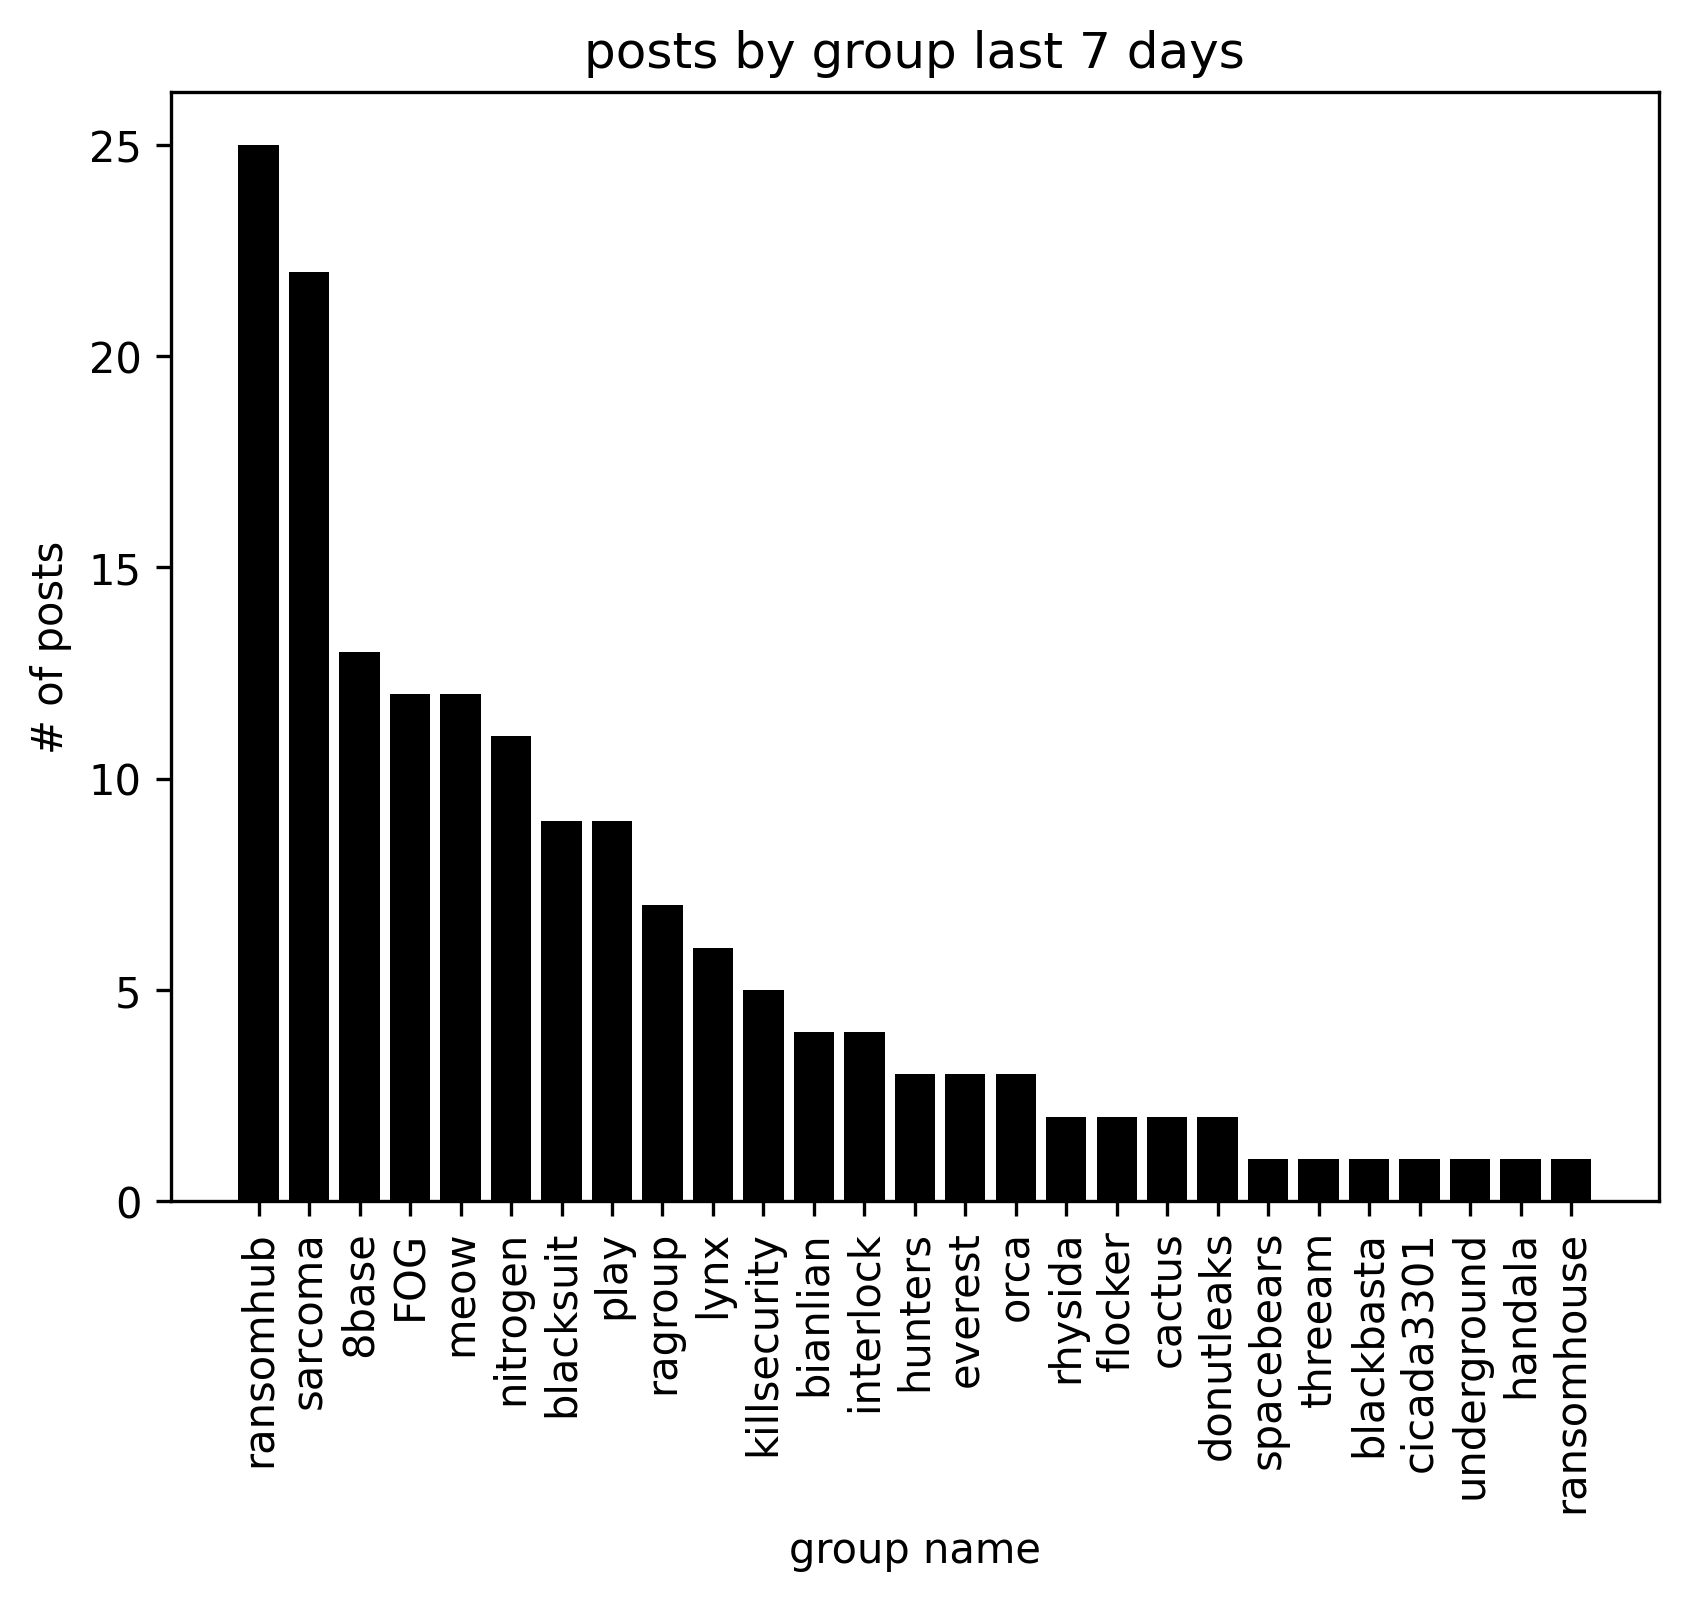 posts by group last 7 days
# of posts
25
20
15
10
5
0
ransomhub
sarcoma
8base
FOG
meow
nitrogen
blacksuit
play
ragroup
lynx
killsecurity
bianlian
interlock
hunters
everest
orca
rhysida
flocker
cactus
donutleaks
spacebears
threeam
blackbasta
cicada3301
underground
handala
ransomhouse
group name